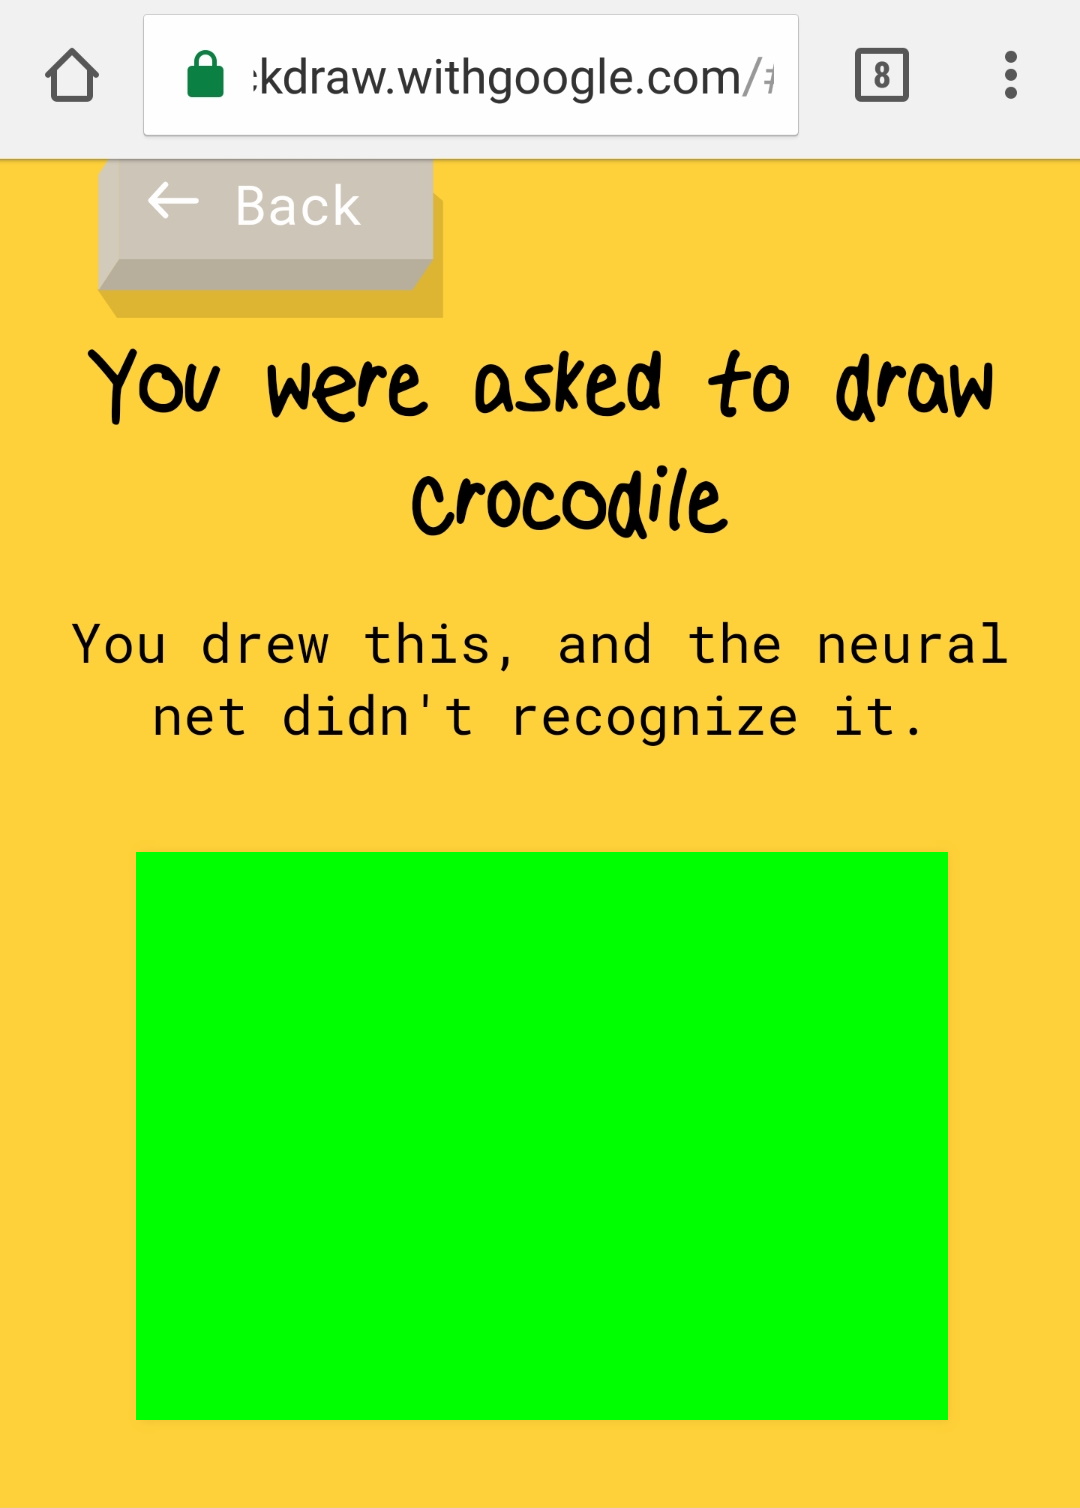 kdraw.withgoogle.com/#
8
← Back
You were asked to draw
crocodile
You drew this, and the neural
net didn't recognize it.